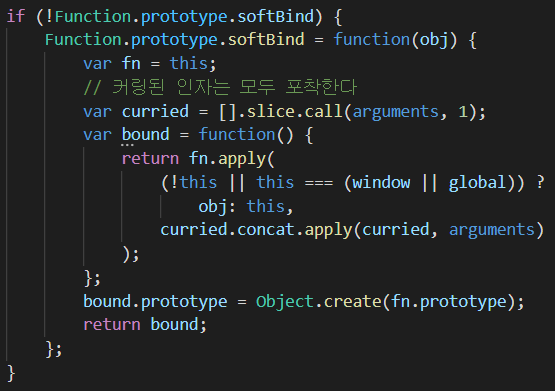 if (!Function.prototype.softBind) {
    Function.prototype.softBind = function(obj) {
        var fn = this;
        // 커링된 인자는 모두 포착한다
        var curried = [].slice.call(arguments, 1);
        var bound = function() {
            return fn.apply(
                (!this || this === (window || global)) ?
                    obj: this,
                curried.concat.apply(curried, arguments)
            );
        };
        bound.prototype = Object.create(fn.prototype);
        return bound;
    };
}